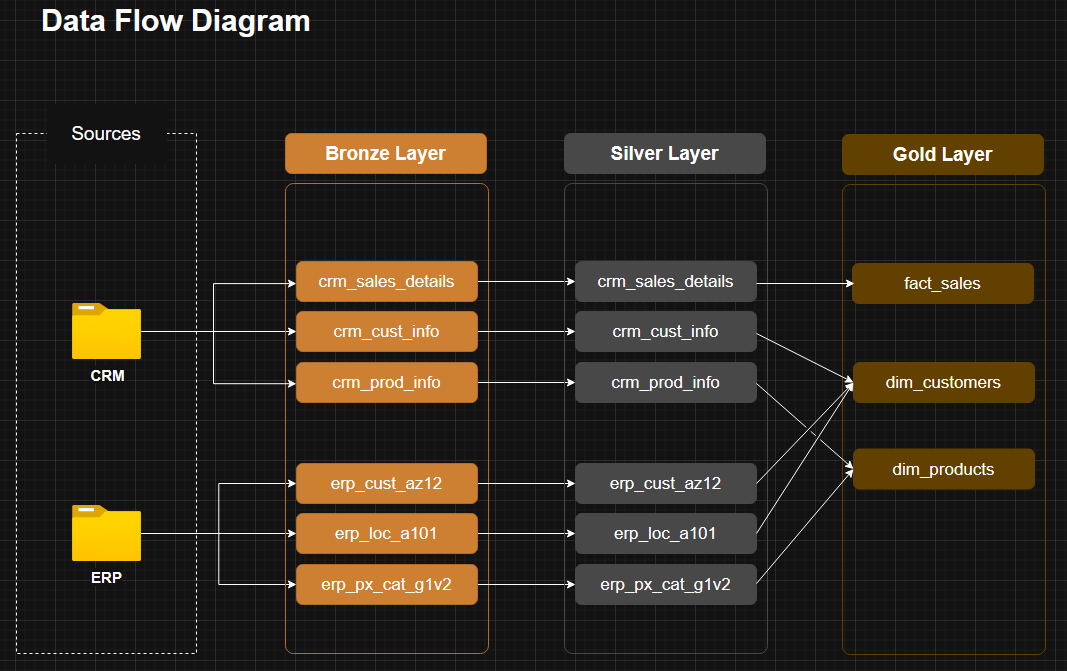 Data Flow Diagram
Sources
Bronze Layer
Silver Layer
Gold Layer
crm_sales_details
crm_sales_details
fact_sales
crm_cust_info
crm_cust_info
CRM
crm_prod_info
crm_prod_info
dim_customers
dim_products
erp_cust_az12
erp_cust_az12
erp_loc_a101
erp_loc_a101
ERP
erp_px_cat_g1v2
erp_px_cat_g1v2